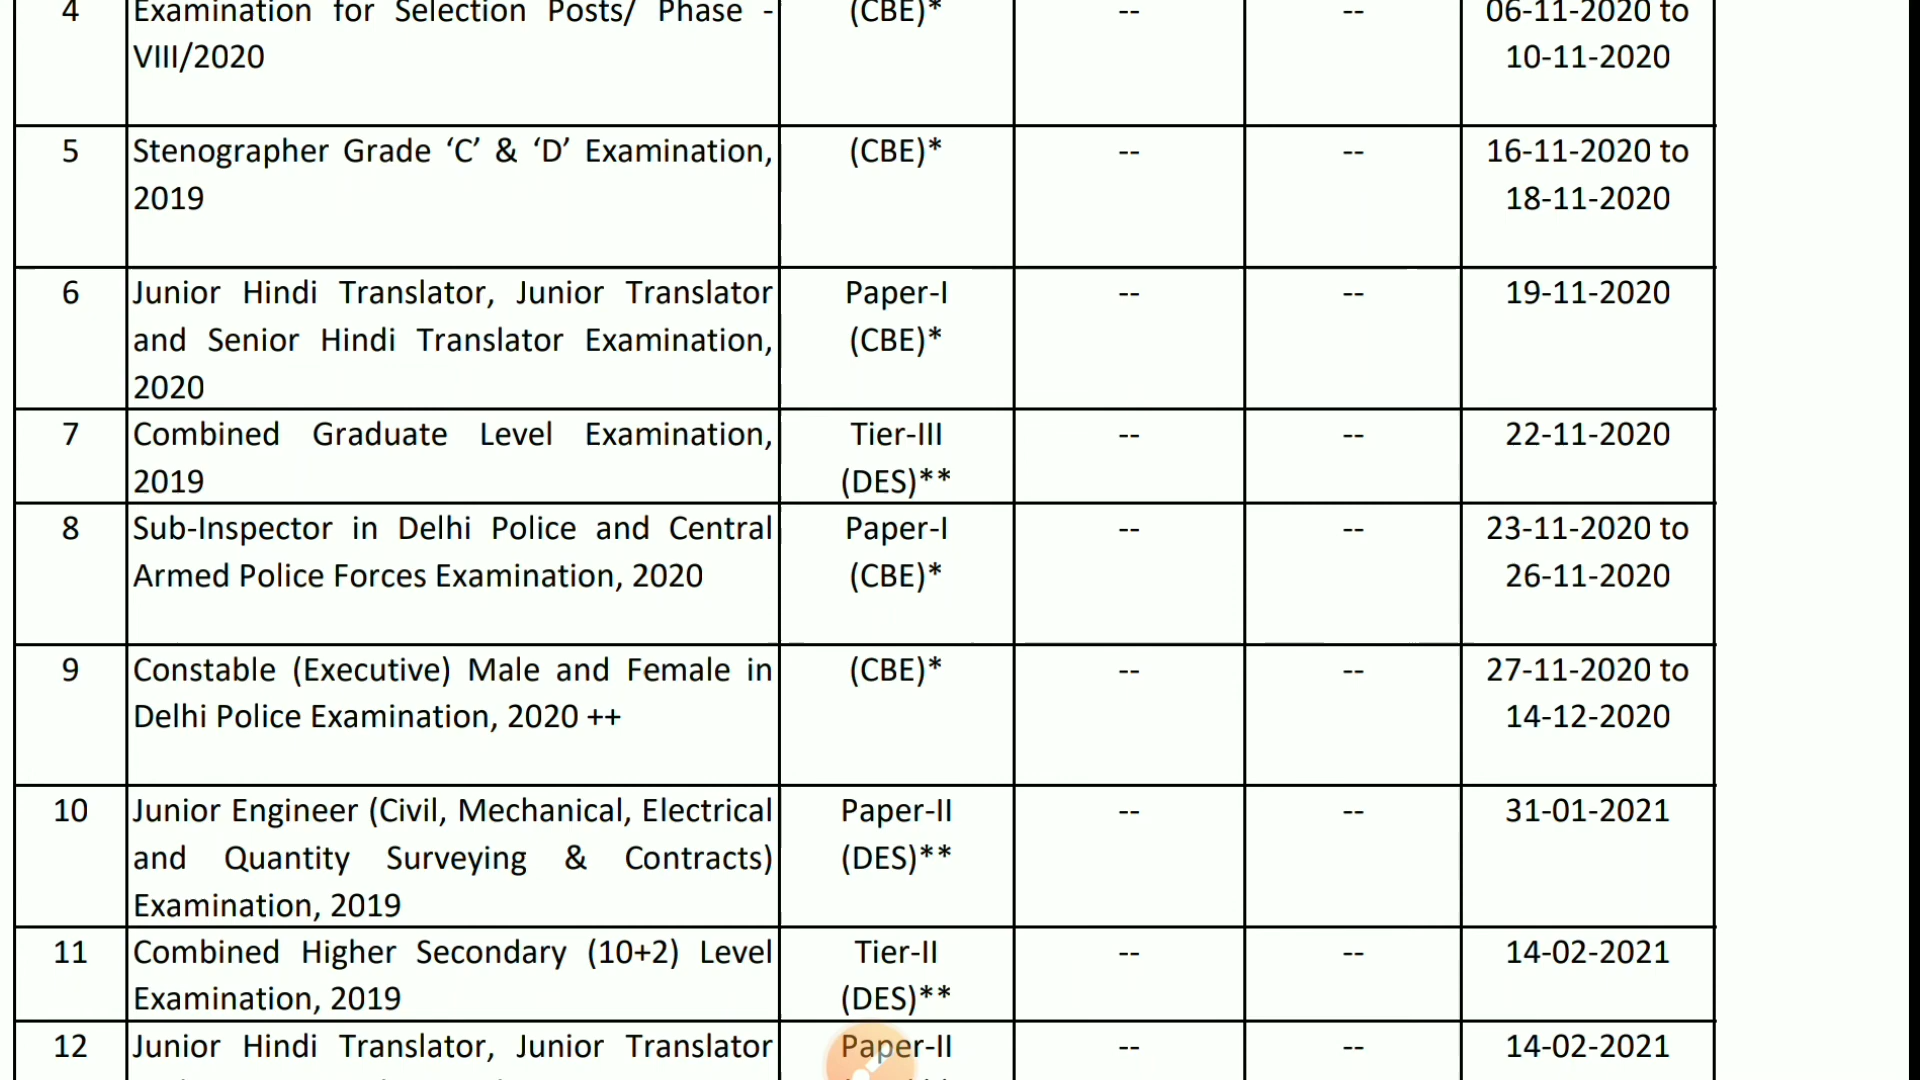 4 Examination for Selection Posts/ Phase - (CBE)* -- -- 06-11-2020 to
VIII/2020 10-11-2020
5 Stenographer Grade ‘C’ & ‘D’ Examination, (CBE)* -- -- 16-11-2020 to
2019 18-11-2020
6 Junior Hindi Translator, Junior Translator Paper-I -- -- 19-11-2020
and Senior Hindi Translator Examination, (CBE)*
2020
7 Combined Graduate Level Examination, Tier-III -- -- 22-11-2020
2019 (DES)**
8 Sub-Inspector in Delhi Police and Central Paper-I -- -- 23-11-2020 to
Armed Police Forces Examination, 2020 (CBE)* 26-11-2020
9 Constable (Executive) Male and Female in (CBE)* -- -- 27-11-2020 to
Delhi Police Examination, 2020 ++ 14-12-2020
10 Junior Engineer (Civil, Mechanical, Electrical Paper-II -- -- 31-01-2021
and Quantity Surveying & Contracts) (DES)**
Examination, 2019
11 Combined Higher Secondary (10+2) Level Tier-II -- -- 14-02-2021
Examination, 2019 (DES)**
12 Junior Hindi Translator, Junior Translator Paper-II -- -- 14-02-2021